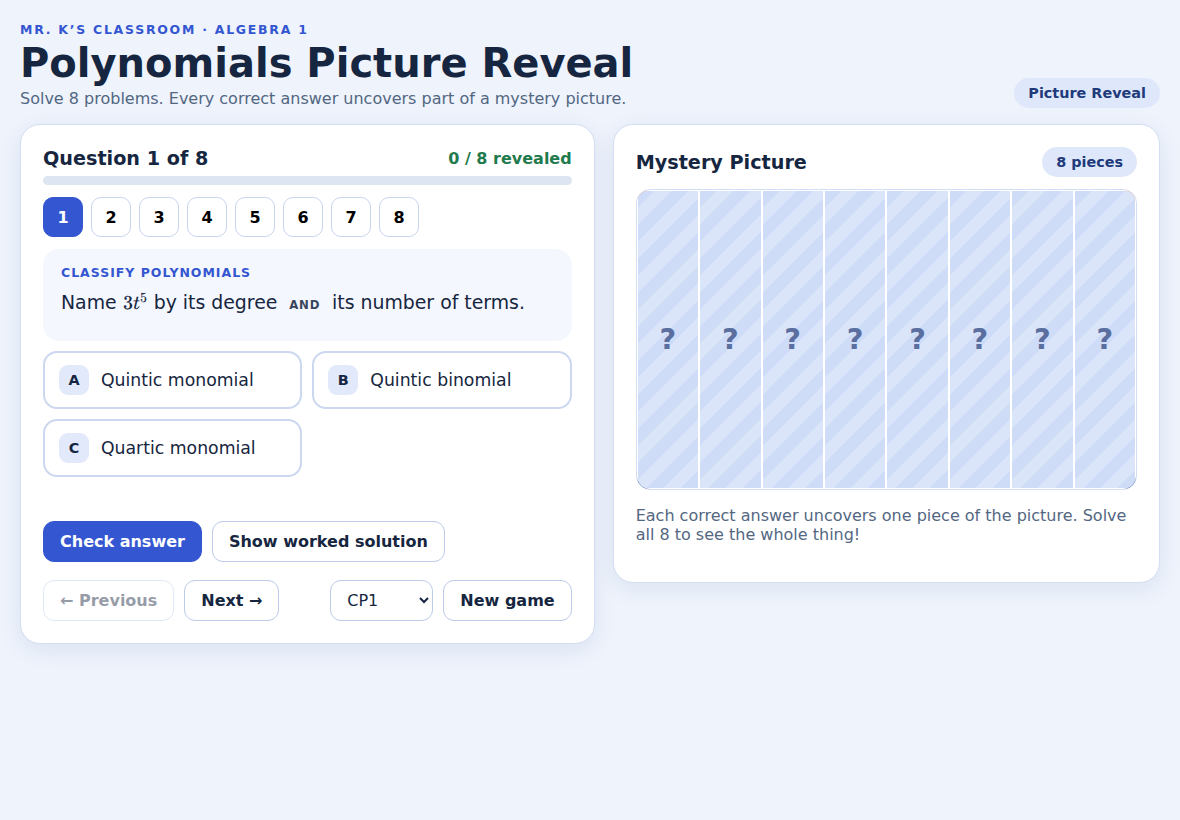 MR. K’S CLASSROOM · ALGEBRA 1
Polynomials Picture Reveal
Solve 8 problems. Every correct answer uncovers part of a mystery picture.
Picture Reveal
Question 1 of 8
0 / 8 revealed
1 2 3 4 5 6 7 8
CLASSIFY POLYNOMIALS
Name 3t⁵ by its degree AND its number of terms.
A Quintic monomial
B Quintic binomial
C Quartic monomial
Check answer
Show worked solution
← Previous
Next →
CP1
New game
Mystery Picture
8 pieces
? ? ? ? ? ? ? ?
Each correct answer uncovers one piece of the picture. Solve
all 8 to see the whole thing!